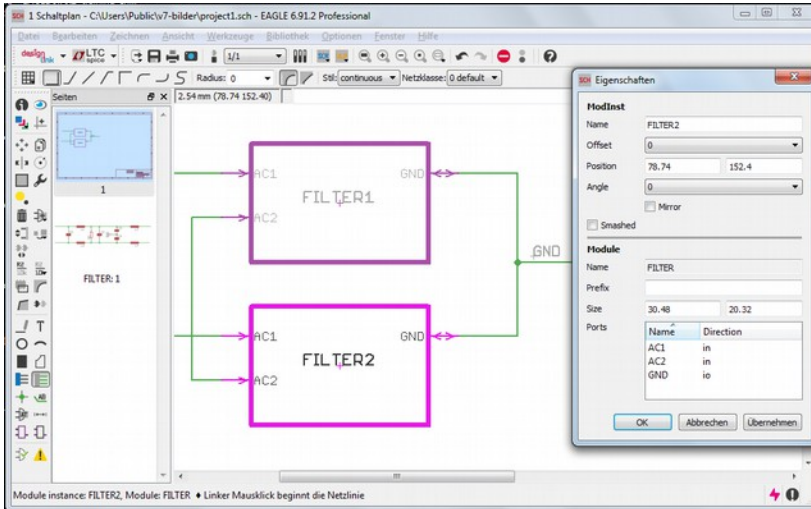 1 Schaltplan - C:\Users\Public\v7-bilder\project1.sch - EAGLE 6.91.2 Professional
Datei Bearbeiten Zeichnen Ansicht Werkzeuge Bibliothek Optionen Fenster Hilfe
design link LTC spice 1/1
Radius: 0 Stil: continuous Netzklasse: 0 default
Seiten
2.54 mm (78.74 152.40)
1
FILTER: 1
AC1 GND
FILTER1
AC2
GND
AC1 GND
FILTER2
AC2
SCH Eigenschaften
ModInst
Name FILTER2
Offset 0
Position 78.74 152.4
Angle 0
Mirror
Smashed
Module
Name FILTER
Prefix
Size 30.48 20.32
Ports Name Direction
AC1 in
AC2 in
GND io
OK Abbrechen Übernehmen
Module instance: FILTER2, Module: FILTER ♦ Linker Mausklick beginnt die Netzlinie